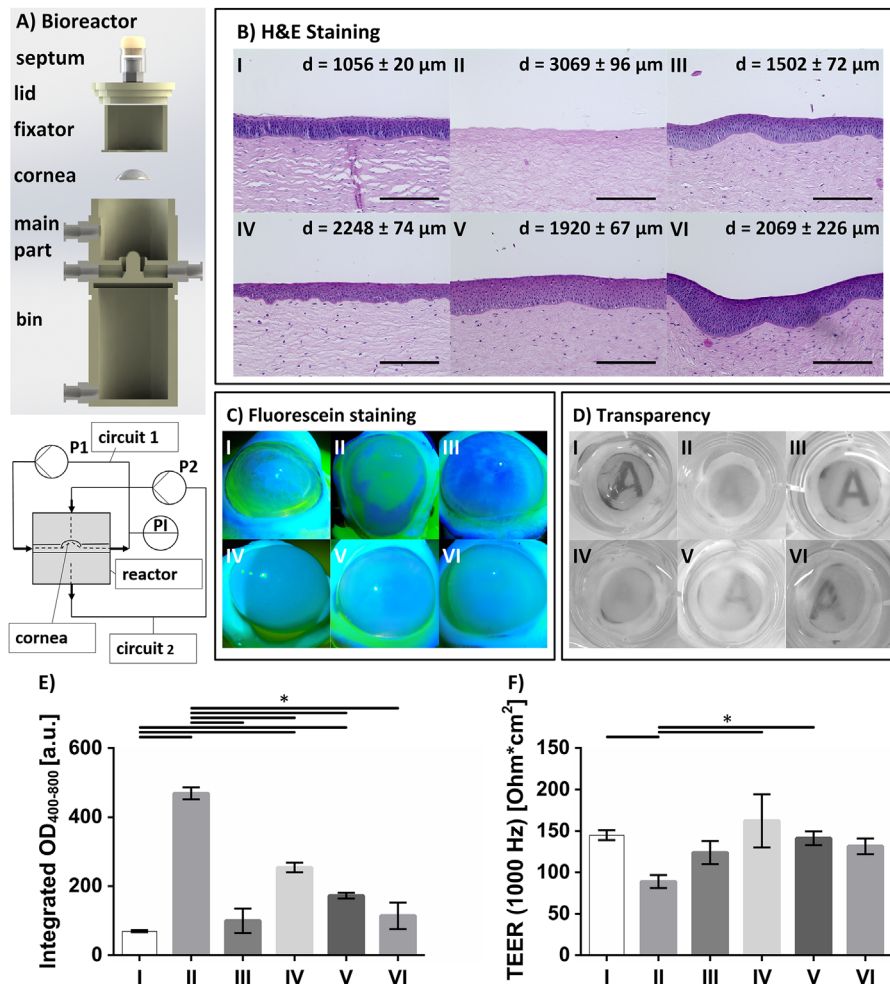 A) Bioreactor
septum
lid
fixator
cornea
main
part
bin
P1
circuit 1
P2
PI
reactor
cornea
circuit 2
B) H&E Staining
I d = 1056 ± 20 µm
II d = 3069 ± 96 µm
III d = 1502 ± 72 µm
IV d = 2248 ± 74 µm
V d = 1920 ± 67 µm
VI d = 2069 ± 226 µm
C) Fluorescein staining
I II III
IV V VI
D) Transparency
I II III
A A
IV V VI
A A
E)
*
Integrated OD400-800 [a.u.]
600
400
200
0
I II III IV V VI
F)
*
TEER (1000 Hz) [Ohm*cm²]
150
150
100
50
0
I II III IV V VI